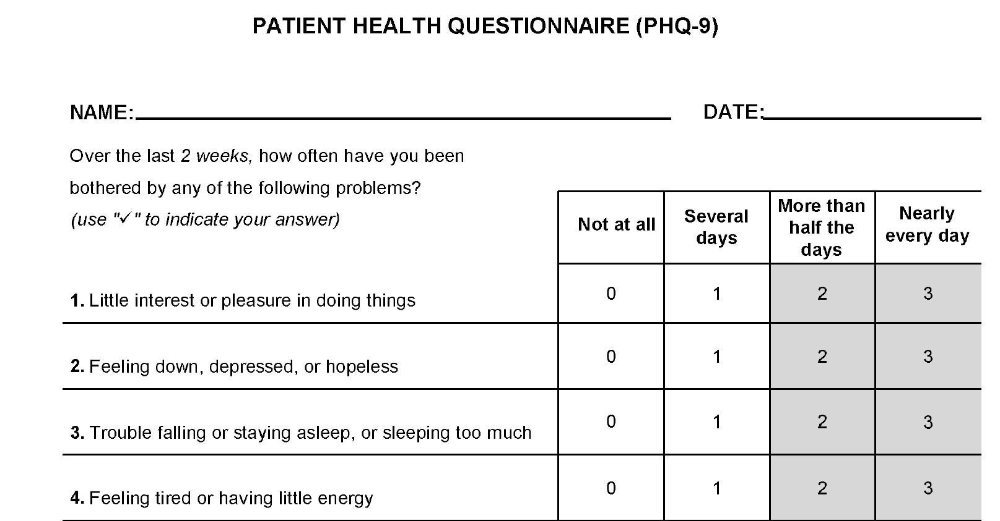 PATIENT HEALTH QUESTIONNAIRE (PHQ-9)
NAME: DATE:
Over the last 2 weeks, how often have you been
bothered by any of the following problems?
(use "✓" to indicate your answer)
Not at all
Several
days
More than
half the
days
Nearly
every day
1. Little interest or pleasure in doing things 0 1 2 3
2. Feeling down, depressed, or hopeless 0 1 2 3
3. Trouble falling or staying asleep, or sleeping too much 0 1 2 3
4. Feeling tired or having little energy 0 1 2 3